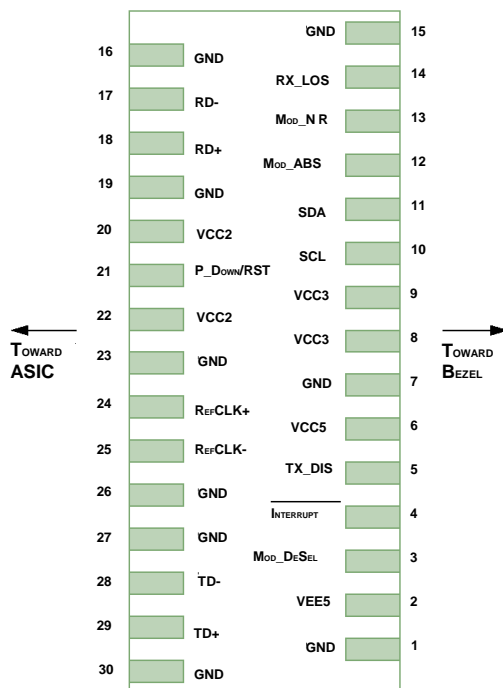 GND 15
16 GND
RX_LOS 14
17 RD-
MOD_NR 13
18 RD+
MOD_ABS 12
19 GND
SDA 11
20 VCC2
SCL 10
21 P_DOWN/RST
VCC3 9
22 VCC2
VCC3 8
TOWARD ASIC
TOWARD BEZEL
23 GND
GND 7
24 REFCLK+
VCC5 6
25 REFCLK-
TX_DIS 5
26 GND
INTERRUPT 4
27 GND
MOD_DESEL 3
28 TD-
VEE5 2
29 TD+
GND 1
30 GND